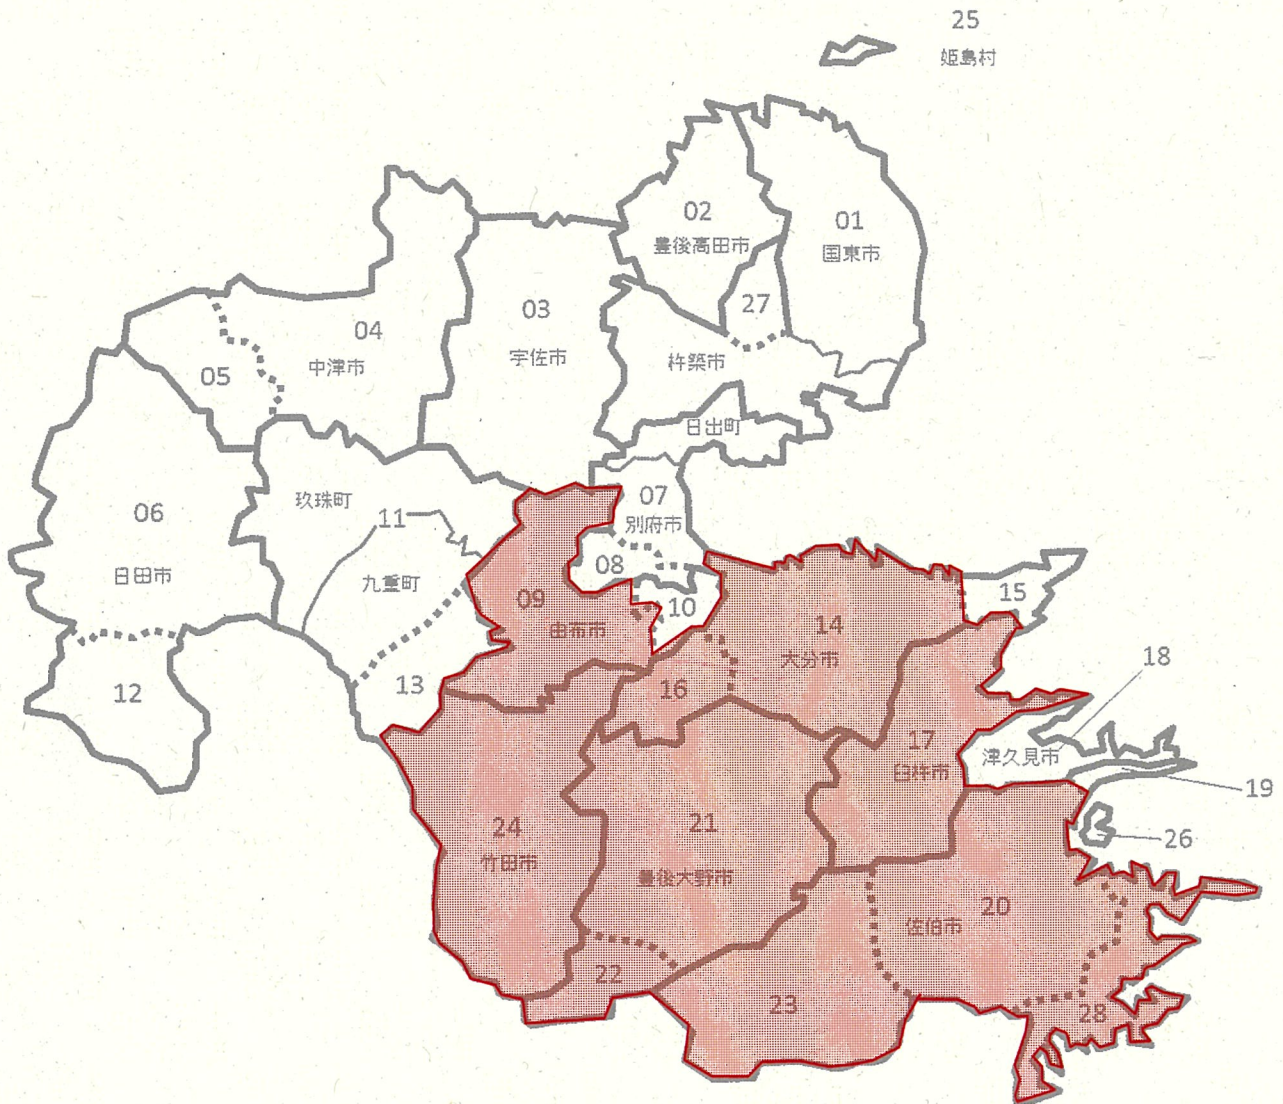 25
姫島村
02
豊後高田市
01
国東市
27
03
宇佐市
04
中津市
杵築市
05
日出町
玖珠町
07
別府市
06
日田市
11
九重町
08
09
由布市
10
15
14
大分市
18
12
13
16
17
臼杵市
津久見市
19
24
竹田市
21
豊後大野市
26
20
佐伯市
22
23
28